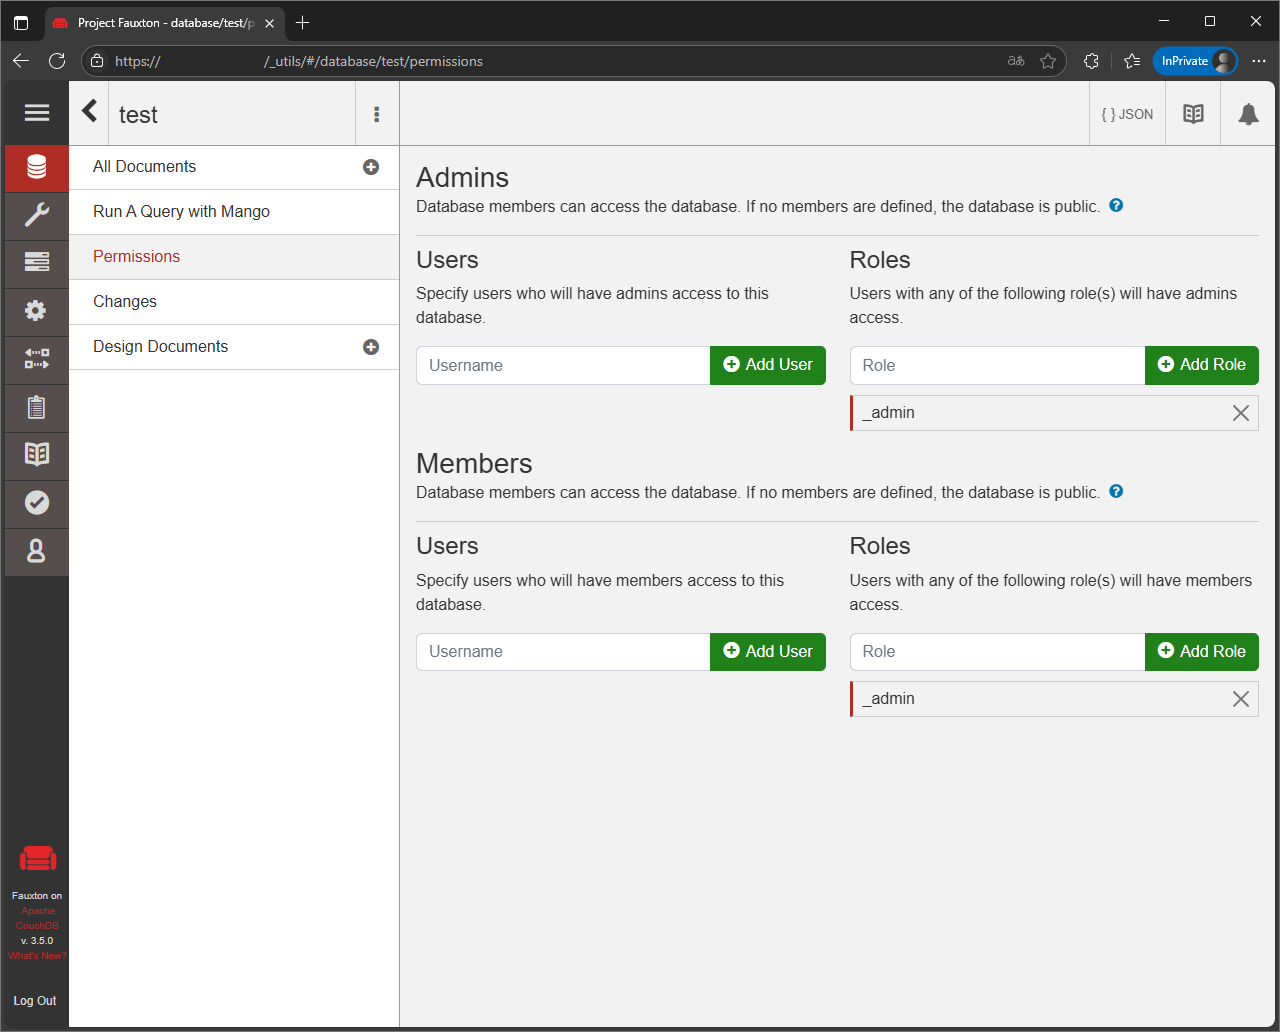 Project Fauxton - database/test/p
https://
/_utils/#/database/test/permissions
InPrivate
test
{ } JSON
All Documents
Run A Query with Mango
Permissions
Changes
Design Documents
Admins
Database members can access the database. If no members are defined, the database is public.
Users
Specify users who will have admins access to this
database.
Username
Add User
Roles
Users with any of the following role(s) will have admins
access.
Role
Add Role
_admin
Members
Database members can access the database. If no members are defined, the database is public.
Users
Specify users who will have members access to this
database.
Username
Add User
Roles
Users with any of the following role(s) will have members
access.
Role
Add Role
_admin
Fauxton on
Apache
CouchDB
v. 3.5.0
What's New?
Log Out